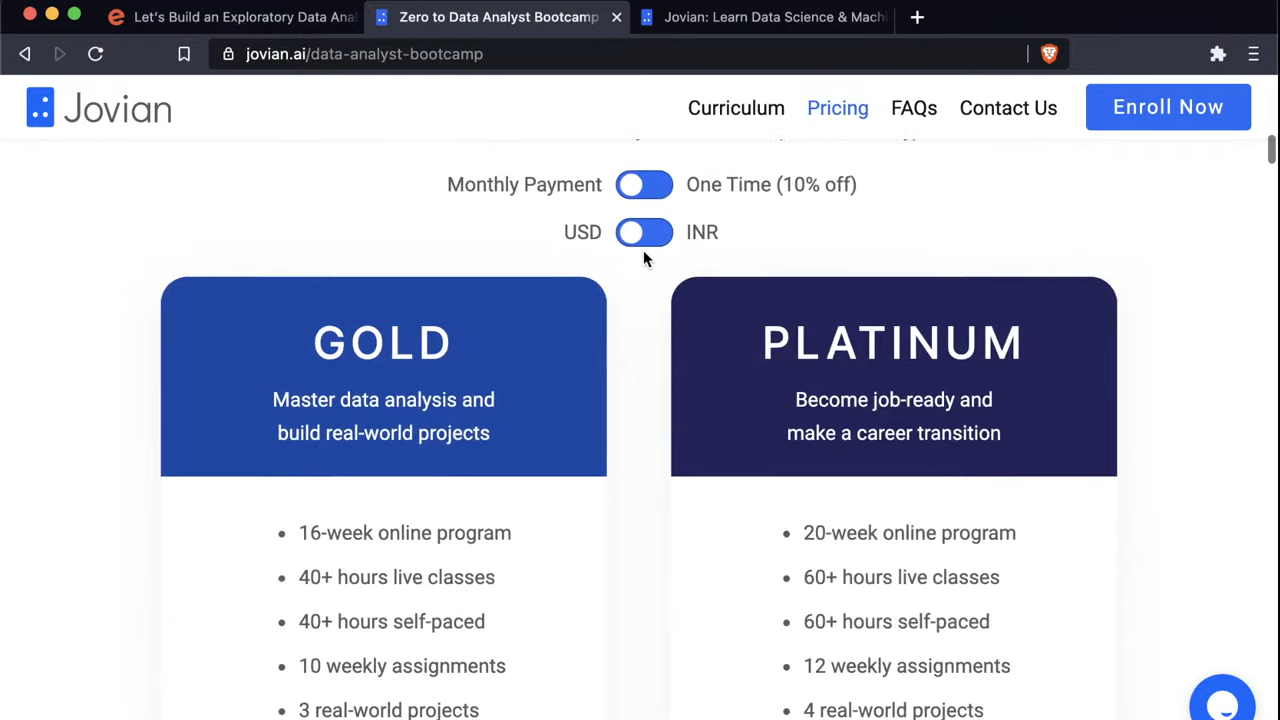 Let's Build an Exploratory Data Ana
Zero to Data Analyst Bootcamp
Jovian: Learn Data Science & Machi
jovian.ai/data-analyst-bootcamp
Jovian
Curriculum
Pricing
FAQs
Contact Us
Enroll Now
Monthly Payment
One Time (10% off)
USD
INR
GOLD
Master data analysis and
build real-world projects
• 16-week online program
• 40+ hours live classes
• 40+ hours self-paced
• 10 weekly assignments
• 3 real-world projects
PLATINUM
Become job-ready and
make a career transition
• 20-week online program
• 60+ hours live classes
• 60+ hours self-paced
• 12 weekly assignments
• 4 real-world projects